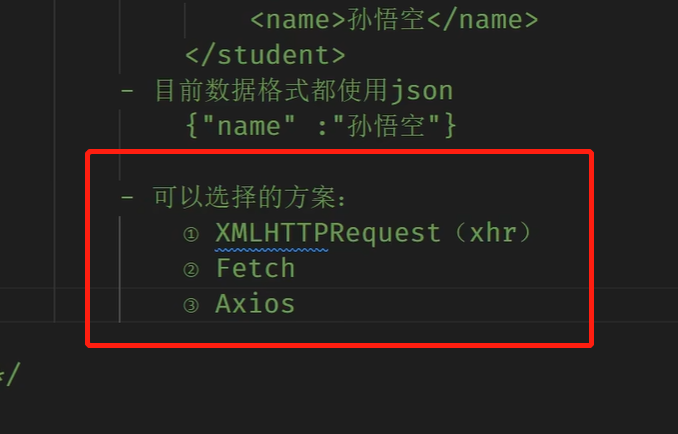 <name>孙悟空</name>
</student>
- 目前数据格式都使用json
{"name" :"孙悟空"}
- 可以选择的方案：
① XMLHTTPRequest（xhr）
② Fetch
③ Axios
*/